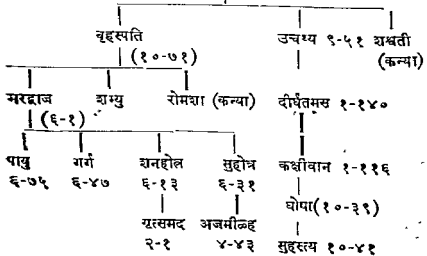 बृहस्पति उचथ्य ९-५१ शश्वती
(१०-७१) (कन्या)
भरद्वाज शम्यु रोमशा (कन्या) दीर्घतमस १-१४०
(६-१)
पायु गर्ग शनहोल सुहोत्र कक्षीवान १-११६
६-७५ ६-४७ ६-१३ ६-३१
घोषा(१०-३९)
गृत्समद अजमीळ्ह
२-१ ४-४३ सुहस्त्य १०-४१